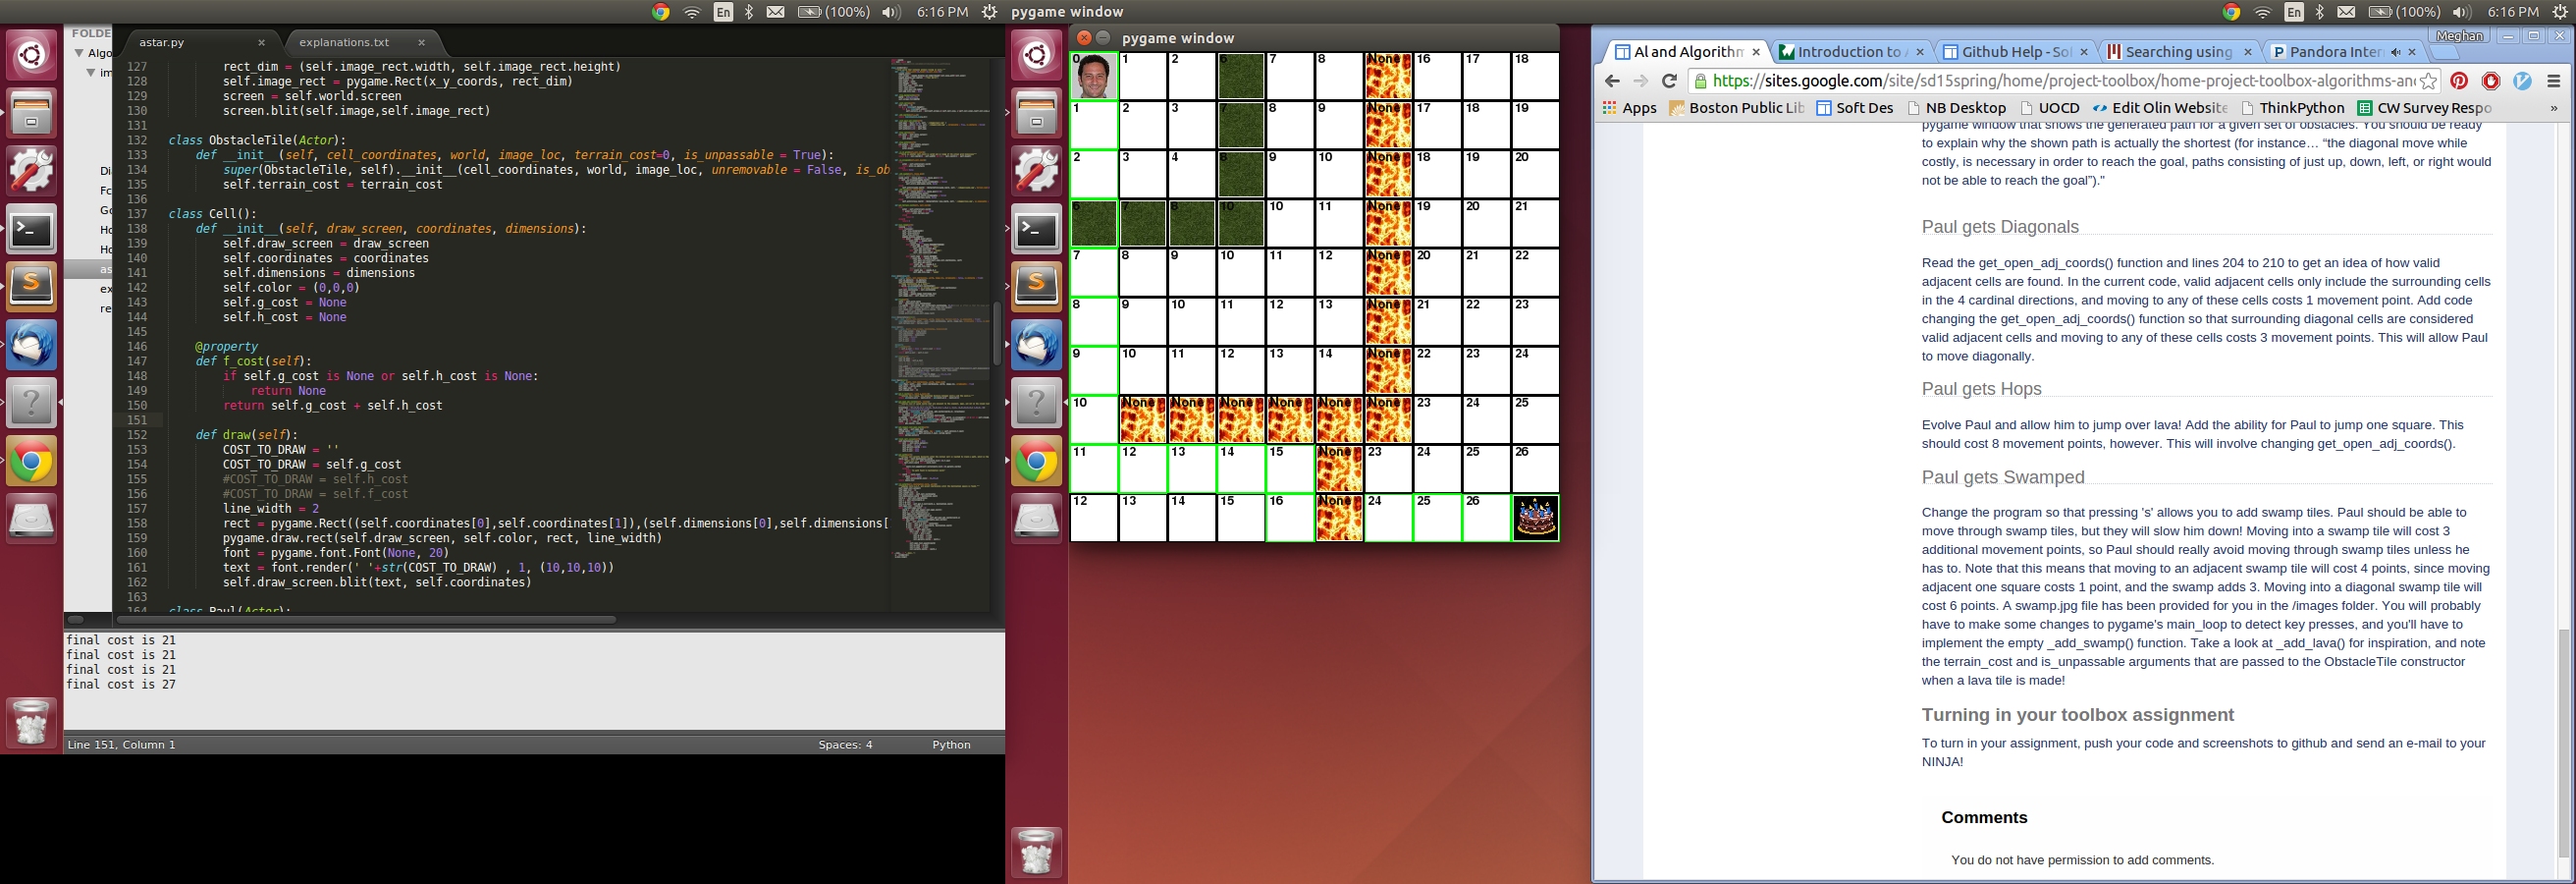 En (100%) 6:16 PM pygame window En (100%) 6:16 PM
FOLDE
Algo
im
Di
Fc
Go
Ho
Ho
as
ex
re
astar.py × explanations.txt ×
127 rect_dim = (self.image_rect.width, self.image_rect.height)
128 self.image_rect = pygame.Rect(x_y_coords, rect_dim)
129 screen = self.world.screen
130 screen.blit(self.image,self.image_rect)
131
132 class ObstacleTile(Actor):
133 def __init__(self, cell_coordinates, world, image_loc, terrain_cost=0, is_unpassable = True):
134 super(ObstacleTile, self).__init__(cell_coordinates, world, image_loc, unremovable = False, is_ob
135 self.terrain_cost = terrain_cost
136
137 class Cell():
138 def __init__(self, draw_screen, coordinates, dimensions):
139 self.draw_screen = draw_screen
140 self.coordinates = coordinates
141 self.dimensions = dimensions
142 self.color = (0,0,0)
143 self.g_cost = None
144 self.h_cost = None
145
146 @property
147 def f_cost(self):
148 if self.g_cost is None or self.h_cost is None:
149 return None
150 return self.g_cost + self.h_cost
151
152 def draw(self):
153 COST_TO_DRAW = ''
154 COST_TO_DRAW = self.g_cost
155 #COST_TO_DRAW = self.h_cost
156 #COST_TO_DRAW = self.f_cost
157 line_width = 2
158 rect = pygame.Rect((self.coordinates[0],self.coordinates[1]),(self.dimensions[0],self.dimensions[
159 pygame.draw.rect(self.draw_screen, self.color, rect, line_width)
160 font = pygame.font.Font(None, 20)
161 text = font.render(' '+str(COST_TO_DRAW) , 1, (10,10,10))
162 self.draw_screen.blit(text, self.coordinates)
163
164 class Paul(Actor):
final cost is 21
final cost is 21
final cost is 21
final cost is 27
Line 151, Column 1 Spaces: 4 Python
pygame window
0 1 2 6 7 8 None 16 17 18
1 2 3 7 8 9 None 17 18 19
2 3 4 8 9 10 None 18 19 20
6 7 8 10 10 11 None 19 20 21
7 8 9 10 11 12 None 20 21 22
8 9 10 11 12 13 None 21 22 23
9 10 11 12 13 14 None 22 23 24
10 None None None None None None 23 24 25
11 12 13 14 15 None 23 24 25 26
12 13 14 15 16 None 24 25 26
Meghan
AI and Algorithm × Introduction to A × Github Help - Sof × Searching using × Pandora Inter ×
https://sites.google.com/site/sd15spring/home/project-toolbox/home-project-toolbox-algorithms-and
Apps Boston Public Lib Soft Des NB Desktop UOCD Edit Olin Website ThinkPython CW Survey Respo »
pygame window that shows the generated path for a given set of obstacles. You should be ready
to explain why the shown path is actually the shortest (for instance... “the diagonal move while
costly, is necessary in order to reach the goal, paths consisting of just up, down, left, or right would
not be able to reach the goal”)."
Paul gets Diagonals
Read the get_open_adj_coords() function and lines 204 to 210 to get an idea of how valid
adjacent cells are found. In the current code, valid adjacent cells only include the surrounding cells
in the 4 cardinal directions, and moving to any of these cells costs 1 movement point. Add code
changing the get_open_adj_coords() function so that surrounding diagonal cells are considered
valid adjacent cells and moving to any of these cells costs 3 movement points. This will allow Paul
to move diagonally.
Paul gets Hops
Evolve Paul and allow him to jump over lava! Add the ability for Paul to jump one square. This
should cost 8 movement points, however. This will involve changing get_open_adj_coords().
Paul gets Swamped
Change the program so that pressing 's' allows you to add swamp tiles. Paul should be able to
move through swamp tiles, but they will slow him down! Moving into a swamp tile will cost 3
additional movement points, so Paul should really avoid moving through swamp tiles unless he
has to. Note that this means that moving to an adjacent swamp tile will cost 4 points, since moving
adjacent one square costs 1 point, and the swamp adds 3. Moving into a diagonal swamp tile will
cost 6 points. A swamp.jpg file has been provided for you in the /images folder. You will probably
have to make some changes to pygame's main_loop to detect key presses, and you'll have to
implement the empty _add_swamp() function. Take a look at _add_lava() for inspiration, and note
the terrain_cost and is_unpassable arguments that are passed to the ObstacleTile constructor
when a lava tile is made!
Turning in your toolbox assignment
To turn in your assignment, push your code and screenshots to github and send an e-mail to your
NINJA!
Comments
You do not have permission to add comments.